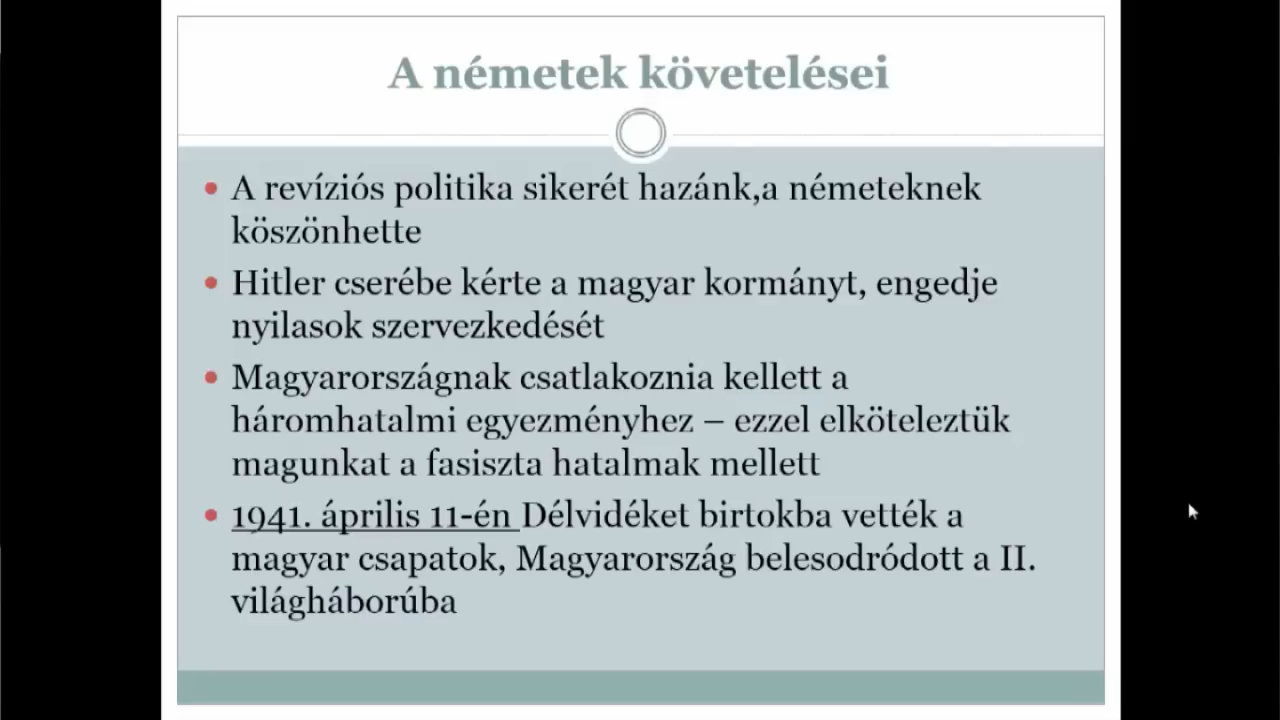 A németek követelései
A revíziós politika sikerét hazánk,a németeknek
köszönhette
Hitler cserébe kérte a magyar kormányt, engedje
nyilasok szervezkedését
Magyarországnak csatlakoznia kellett a
háromhatalmi egyezményhez – ezzel elköteleztük
magunkat a fasiszta hatalmak mellett
1941. április 11-én Délvidéket birtokba vették a
magyar csapatok, Magyarország belesodródott a II.
világháborúba